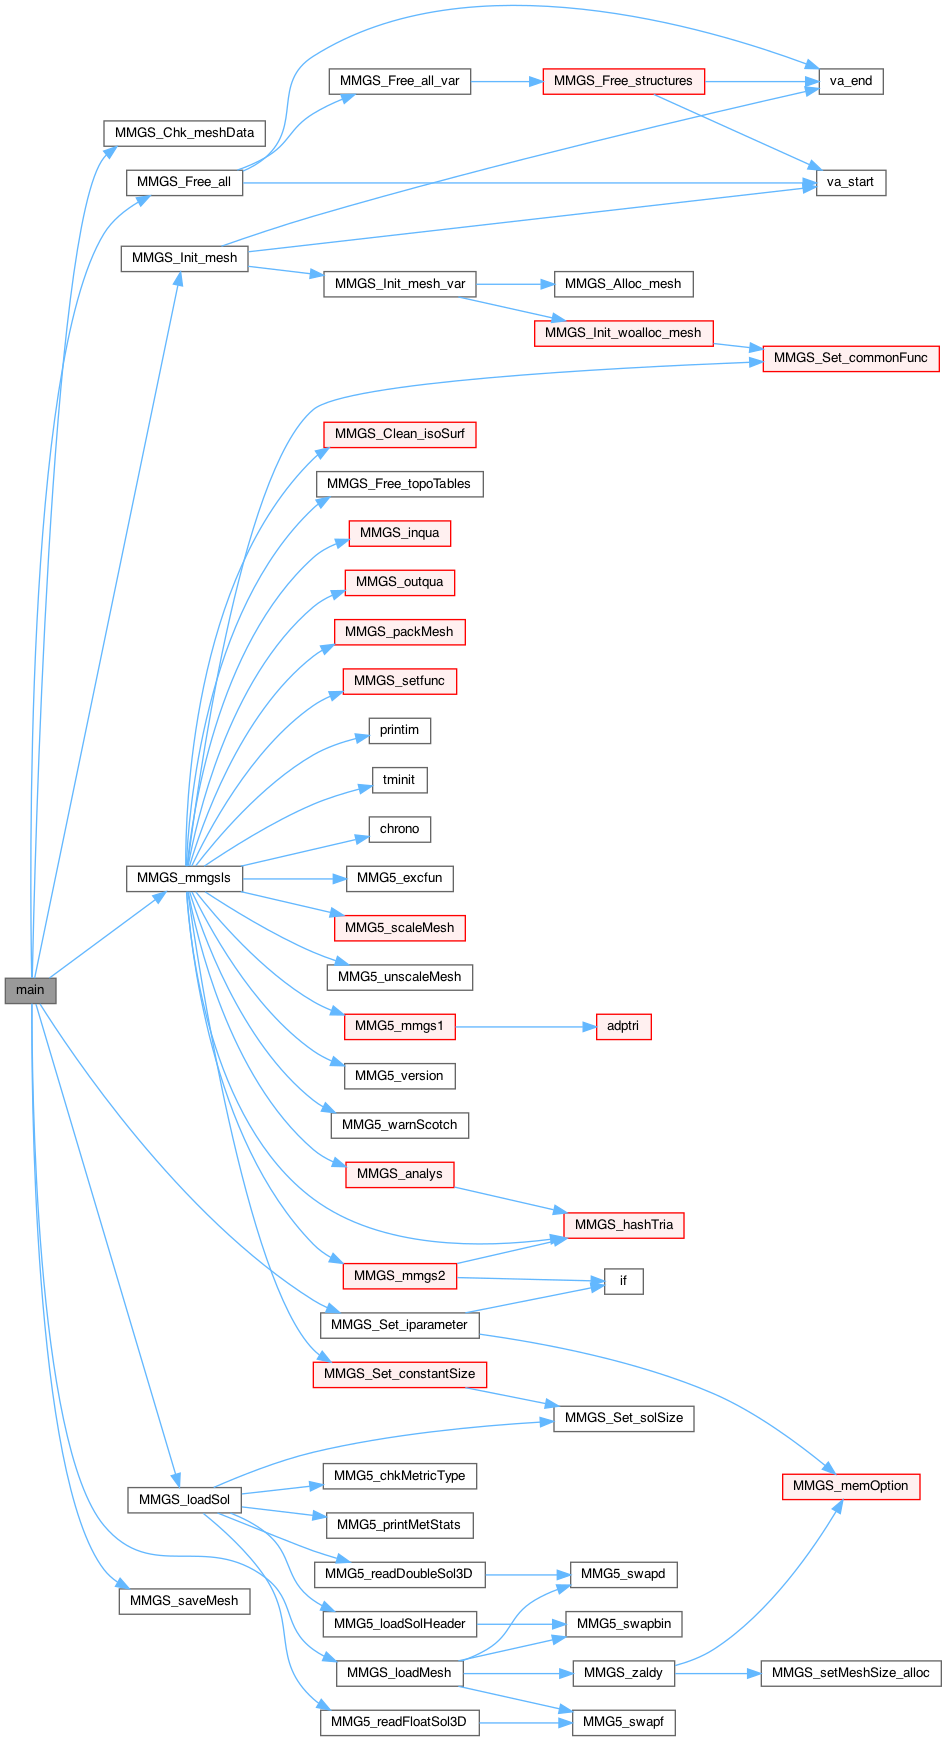 MMGS_Free_all_var
MMGS_Free_structures
va_end
MMGS_Chk_meshData
MMGS_Free_all
va_start
MMGS_Init_mesh
MMGS_Init_mesh_var
MMGS_Alloc_mesh
MMGS_Init_woalloc_mesh
MMGS_Set_commonFunc
MMGS_Clean_isoSurf
MMGS_Free_topoTables
MMGS_inqua
MMGS_outqua
MMGS_packMesh
MMGS_setfunc
printim
tminit
chrono
MMGS_mmgsls
MMG5_excfun
MMG5_scaleMesh
MMG5_unscaleMesh
main
MMG5_mmgs1
adptri
MMG5_version
MMG5_warnScotch
MMGS_analys
MMGS_hashTria
MMGS_mmgs2
if
MMGS_Set_iparameter
MMGS_Set_constantSize
MMGS_Set_solSize
MMG5_chkMetricType
MMGS_memOption
MMGS_loadSol
MMG5_printMetStats
MMG5_readDoubleSol3D
MMG5_swapd
MMGS_saveMesh
MMG5_loadSolHeader
MMG5_swapbin
MMGS_loadMesh
MMGS_zaldy
MMGS_setMeshSize_alloc
MMG5_readFloatSol3D
MMG5_swapf